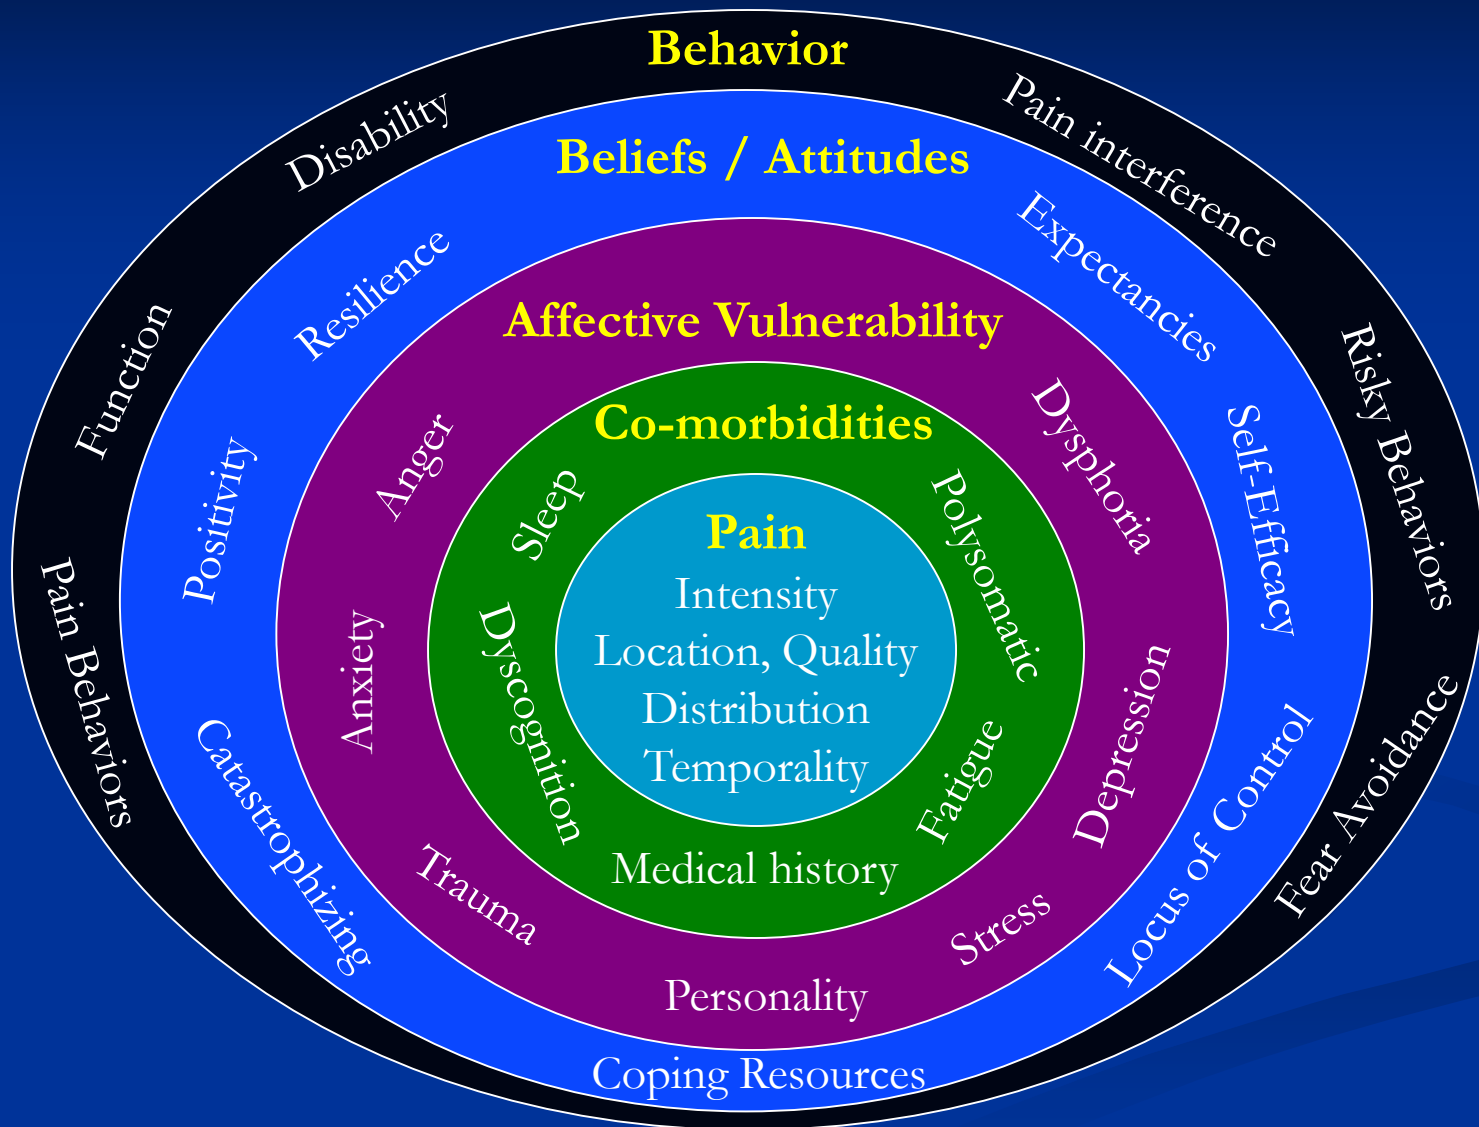 Behavior
Disability
Pain interference
Function
Risky Behaviors
Pain Behaviors
Fear Avoidance
Beliefs / Attitudes
Resilience
Expectancies
Positivity
Self-Efficacy
Catastrophizing
Locus of Control
Coping Resources
Affective Vulnerability
Anger
Dysphoria
Anxiety
Depression
Trauma
Stress
Personality
Co-morbidities
Sleep
Polysomatic
Dyscognition
Fatigue
Medical history
Pain
Intensity
Location, Quality
Distribution
Temporality